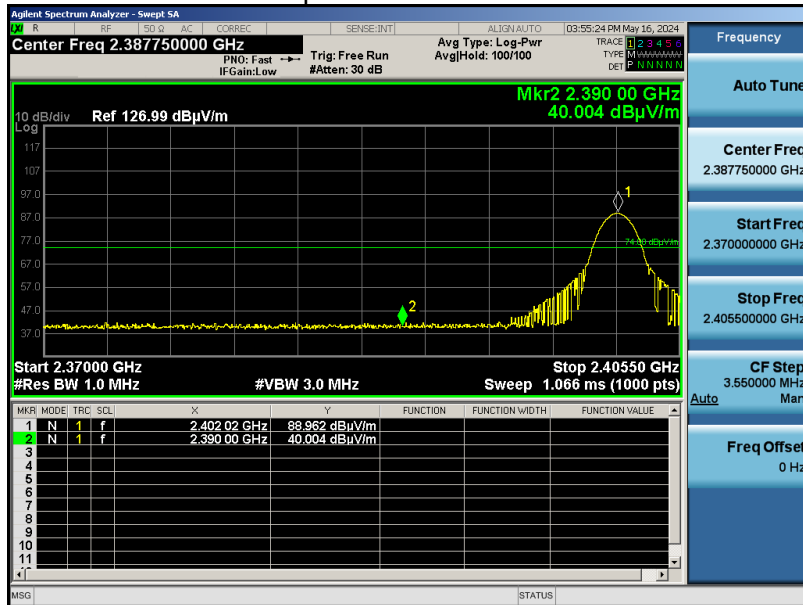 Agilent Spectrum Analyzer - Swept SA
LXI R RF 50 Ω AC CORREC SENSE:INT ALIGN AUTO 03:55:24 PM May 16, 2024
Center Freq 2.387750000 GHz
PNO: Fast
IFGain:Low
Trig: Free Run
#Atten: 30 dB
Avg Type: Log-Pwr
Avg|Hold: 100/100
TRACE 1 2 3 4 5 6
TYPE M
DET P N N N N N
Mkr2 2.390 00 GHz
40.004 dBµV/m
10 dB/div Ref 126.99 dBµV/m
Log
117
107
97.0
87.0
77.0
67.0
57.0
47.0
37.0
1
74.00 dBµV/m
2
Start 2.37000 GHz Stop 2.40550 GHz
#Res BW 1.0 MHz #VBW 3.0 MHz Sweep 1.066 ms (1000 pts)
MKR MODE TRC SCL X Y FUNCTION FUNCTION WIDTH FUNCTION VALUE
1 N 1 f 2.402 02 GHz 88.962 dBµV/m
2 N 1 f 2.390 00 GHz 40.004 dBµV/m
3
4
5
6
7
8
9
10
11
MSG STATUS
Frequency
Auto Tune
Center Freq
2.387750000 GHz
Start Freq
2.370000000 GHz
Stop Freq
2.405500000 GHz
CF Step
3.550000 MHz
Auto Man
Freq Offset
0 Hz